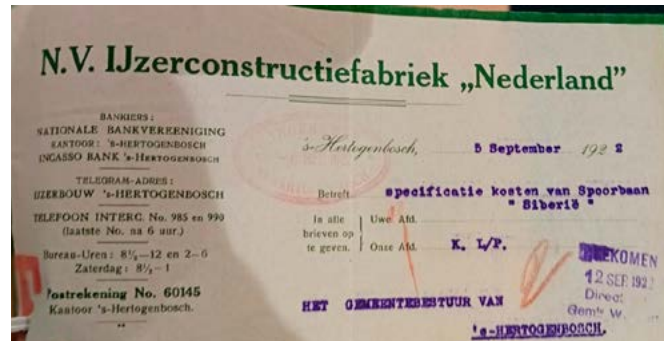 N.V. IJzerconstructiefabriek „Nederland”
BANKIERS:
NATIONALE BANKVEREENIGING
KANTOOR: 's-HERTOGENBOSCH
INCASSO BANK 's-HERTOGENBOSCH
TELEGRAM-ADRES:
IJZERBOUW 's-HERTOGENBOSCH
TELEFOON INTERC. No. 985 en 990
(laatste No. na 6 uur.)
Bureau-Uren: 8½—12 en 2—6
Zaterdag: 8½—1
Postrekening No. 60145
Kantoor 's-Hertogenbosch.
's-Hertogenbosch, 5 September 1922
Betreft specificatie kosten van Spoorbaan
" Siberië "
In alle brieven op te geven.
Uwe Afd.
Onze Afd. K. L/P.
HET GEMEENTEBESTUUR VAN
's-HERTOGENBOSCH.
12 SEP. 192
Direct
Gem^te W.